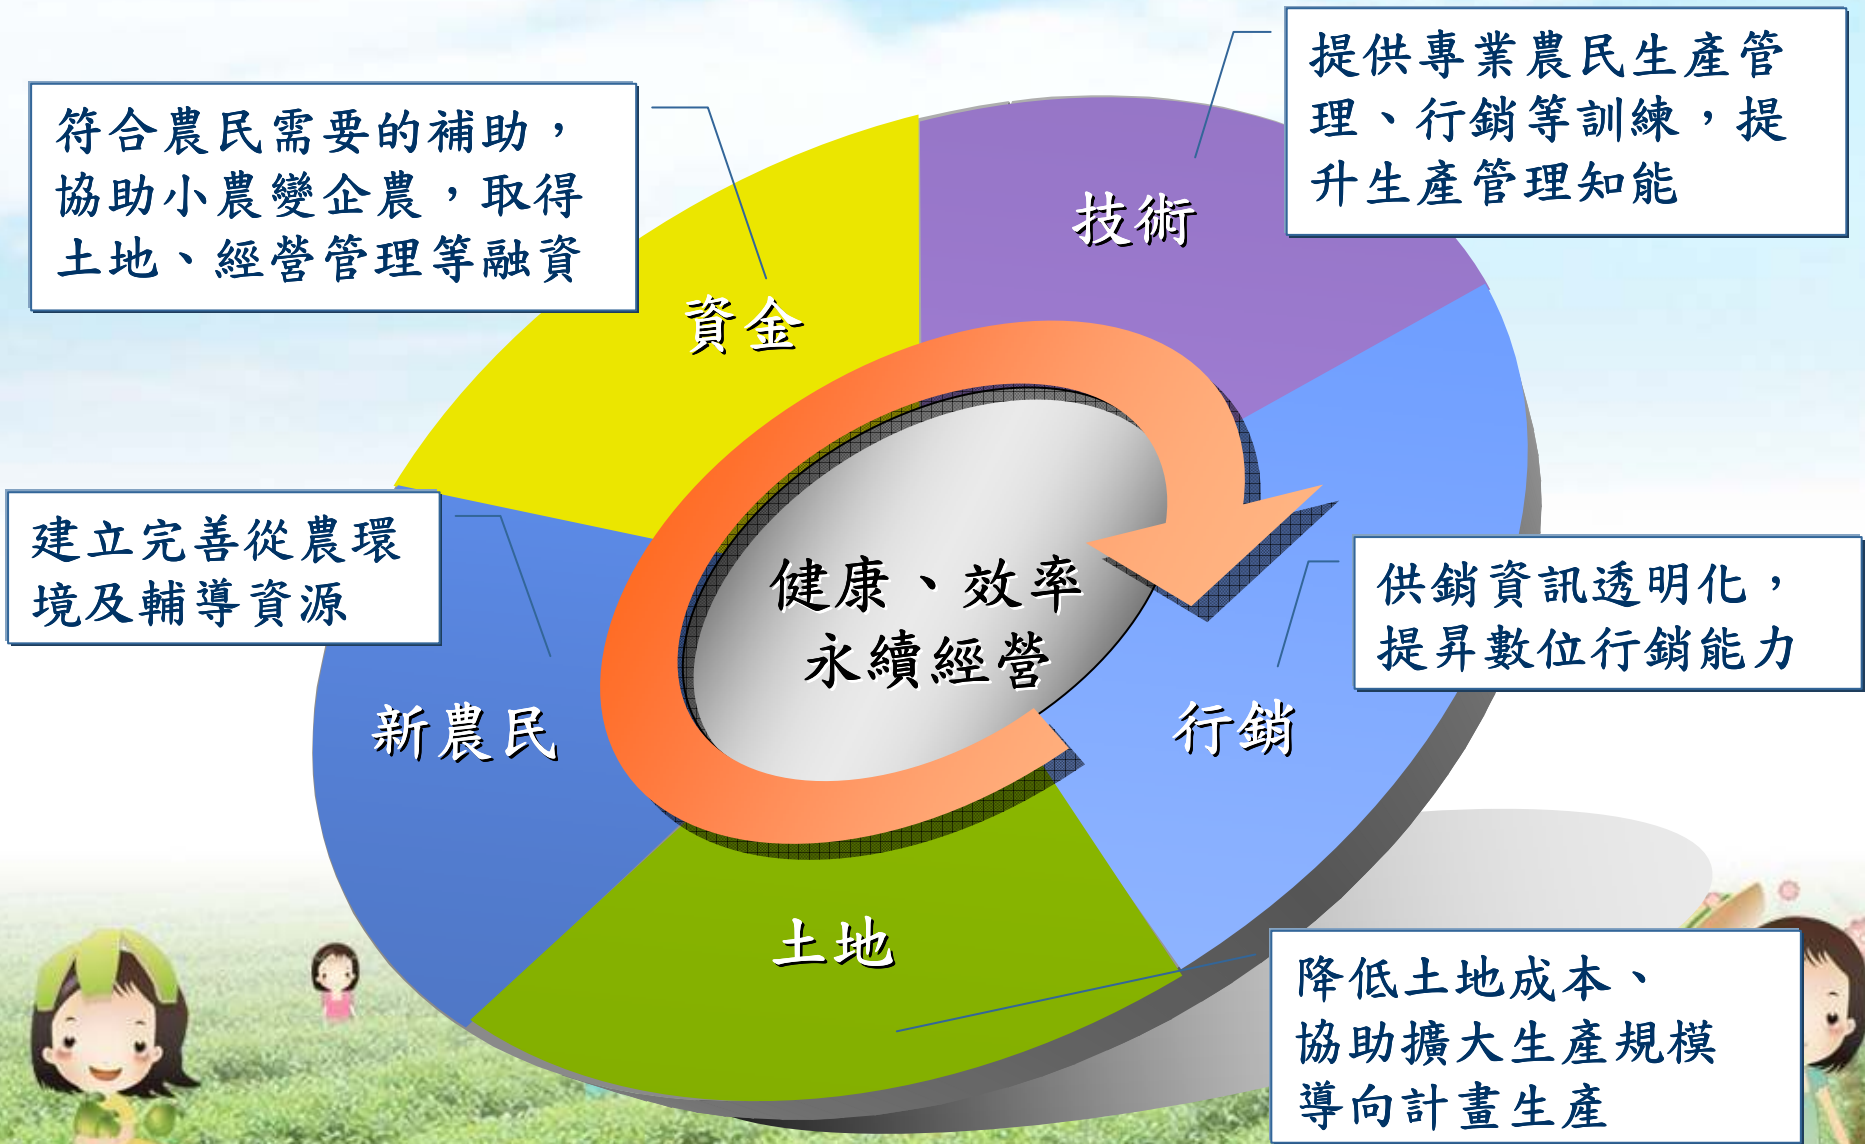 提供專業農民生產管
理、行銷等訓練，提
升生產管理知能
符合農民需要的補助，
協助小農變企農，取得
土地、經營管理等融資
技術
資金
建立完善從農環
境及輔導資源
健康、效率
永續經營
供銷資訊透明化，
提昇數位行銷能力
新農民
行銷
土地
降低土地成本、
協助擴大生產規模
導向計畫生產